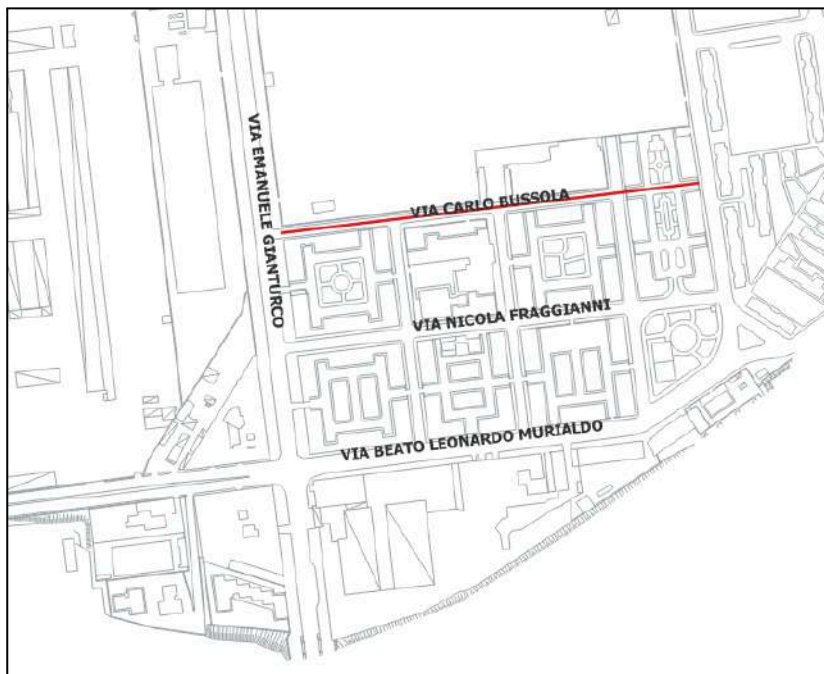 VIA EMANUELE GIANTURCO
VIA CARLO BUSSOLA
VIA NICOLA FRAGGIANNI
VIA BEATO LEONARDO MURIALDO